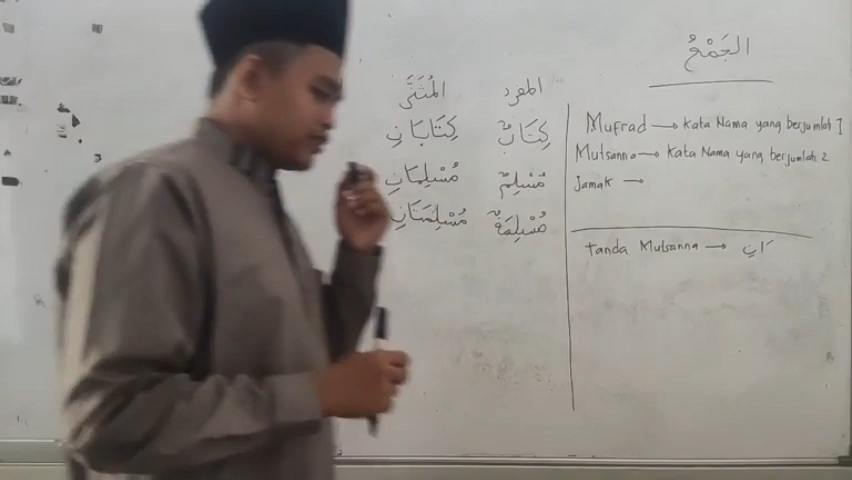 الجَمْعُ
المفرد المُثَنَّى
كِتَابٌ كِتَابَانِ
مُسْلِمٌ مُسْلِمَانِ
مُسْلِمَةٌ مُسْلِمَتَانِ
Mufrad → Kata Nama yang berjumlah 1
Mutsanna → Kata Nama yang berjumlah 2
Jamak →
Tanda Mutsanna → َانِ